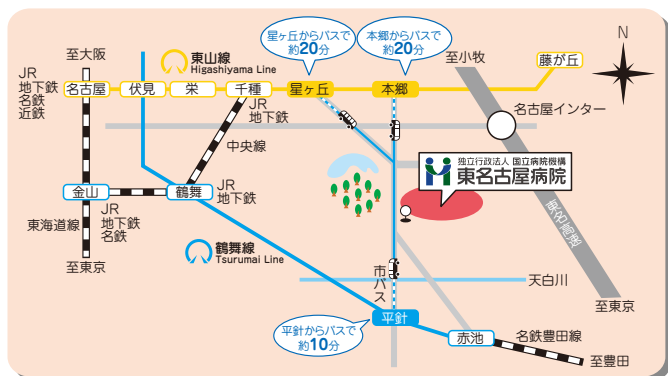 星ヶ丘からバスで
約20分
本郷からバスで
約20分
N
至大阪
東山線
Higashiyama Line
至小牧
藤が丘
JR
地下鉄
名鉄
近鉄
名古屋
伏見
栄
千種
星ヶ丘
本郷
JR
地下鉄
名古屋インター
中央線
独立行政法人 国立病院機構
東名古屋病院
金山
鶴舞
JR
地下鉄
JR
地下鉄
名鉄
東海道線
東名高速
鶴舞線
Tsurumai Line
至東京
市バス
天白川
至東京
平針
平針からバスで
約10分
赤池
名鉄豊田線
至豊田